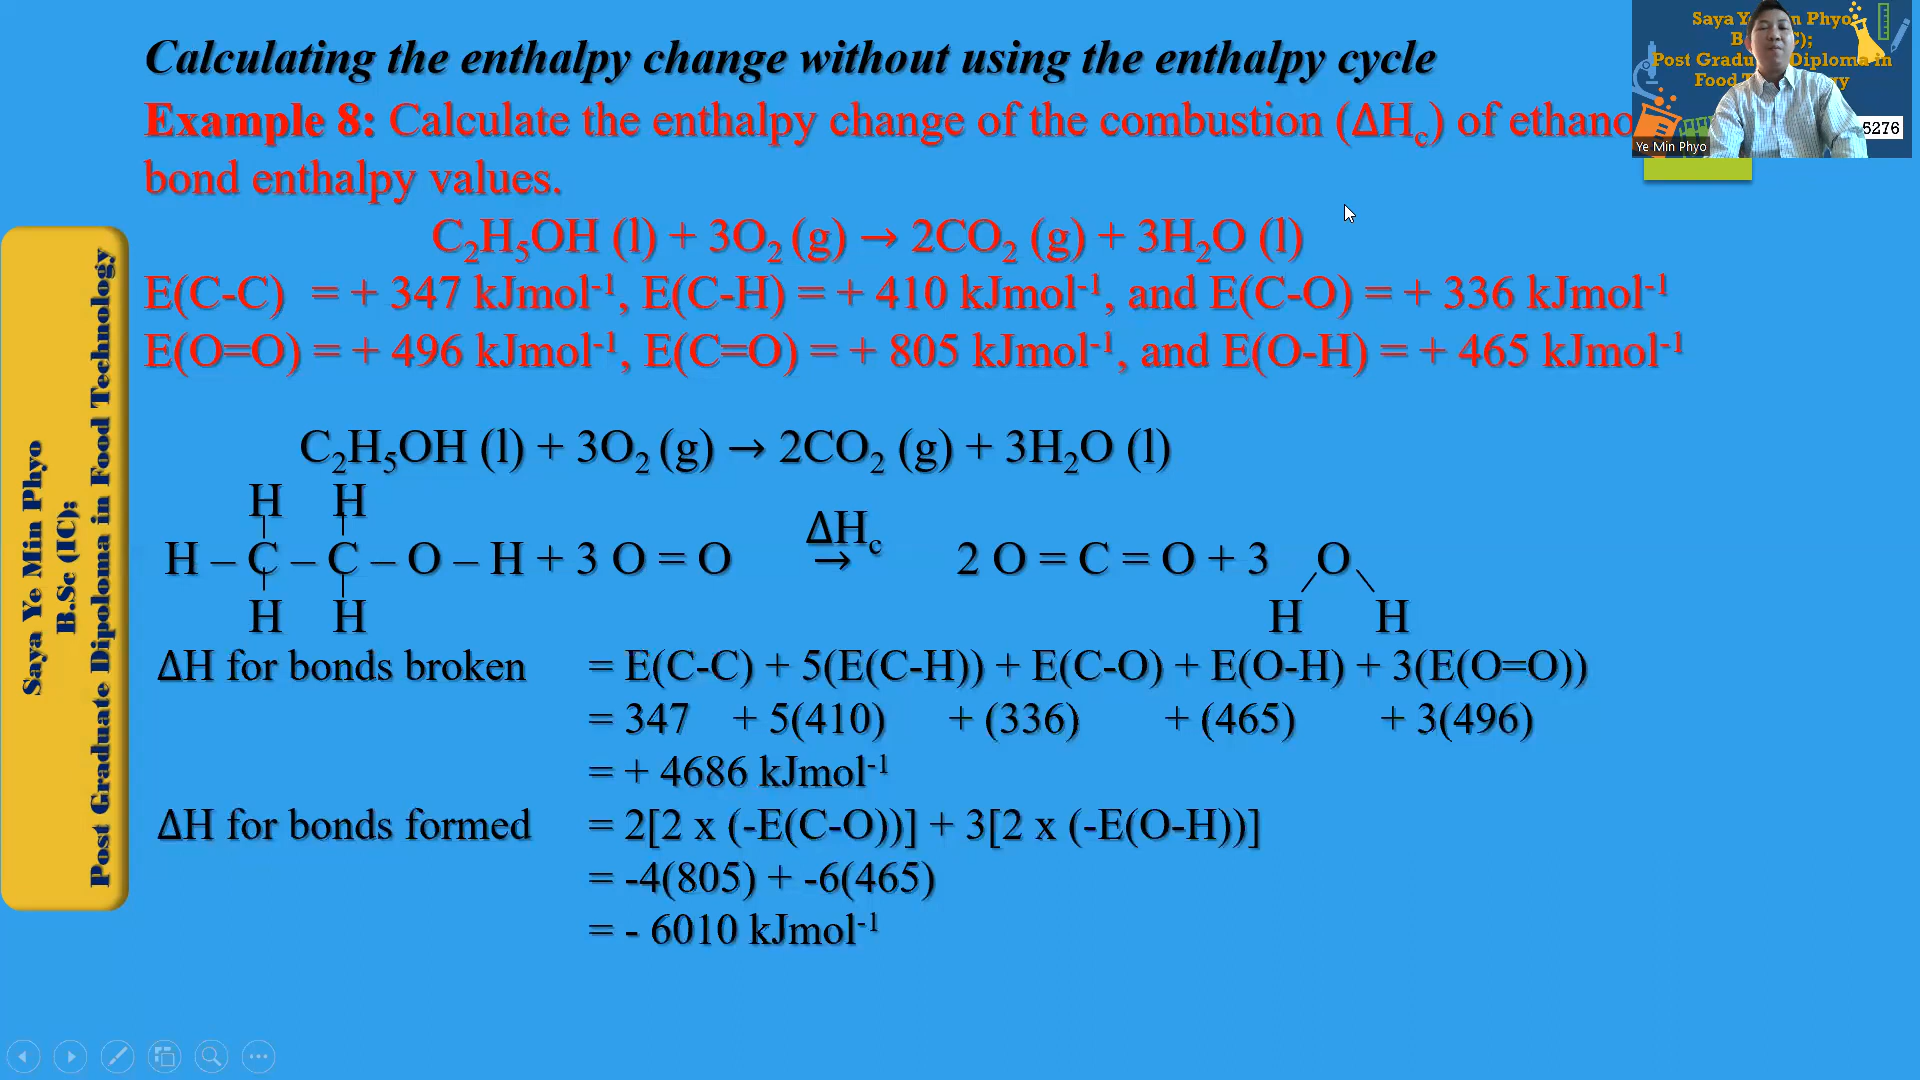 Calculating the enthalpy change without using the enthalpy cycle
Example 8: Calculate the enthalpy change of the combustion (ΔHc) of
bond enthalpy values.
C₂H₅OH (l) + 3O₂ (g) → 2CO₂ (g) + 3H₂O (l)
E(C-C) = + 347 kJmol⁻¹, E(C-H) = + 410 kJmol⁻¹, and E(C-O) = + 336 kJmol⁻¹
E(O=O) = + 496 kJmol⁻¹, E(C=O) = + 805 kJmol⁻¹, and E(O-H) = + 465 kJmol⁻¹
C₂H₅OH (l) + 3O₂ (g) → 2CO₂ (g) + 3H₂O (l)
H H
ΔHc
H – C – C – O – H + 3 O = O → 2 O = C = O + 3 O
H H H H
ΔH for bonds broken = E(C-C) + 5(E(C-H)) + E(C-O) + E(O-H) + 3(E(O=O))
= 347 + 5(410) + (336) + (465) + 3(496)
= + 4686 kJmol⁻¹
ΔH for bonds formed = 2[2 x (-E(C-O))] + 3[2 x (-E(O-H))]
= -4(805) + -6(465)
= - 6010 kJmol⁻¹
Saya Ye Min Phyo
B.Sc (IC);
Post Graduate Dipoloma in Food Technology
Saya Phyo
Diploma in
Food
5276
Ye Min Phyo